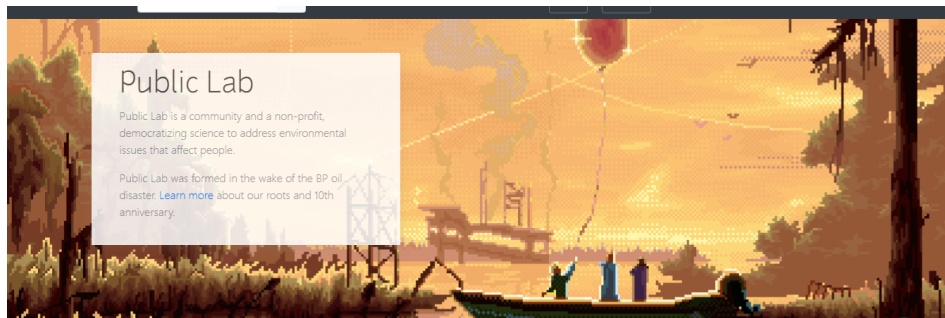 Public Lab
Public Lab is a community and a non-profit,
democratizing science to address environmental
issues that affect people.
Public Lab was formed in the wake of the BP oil
disaster. Learn more about our roots and 10th
anniversary.